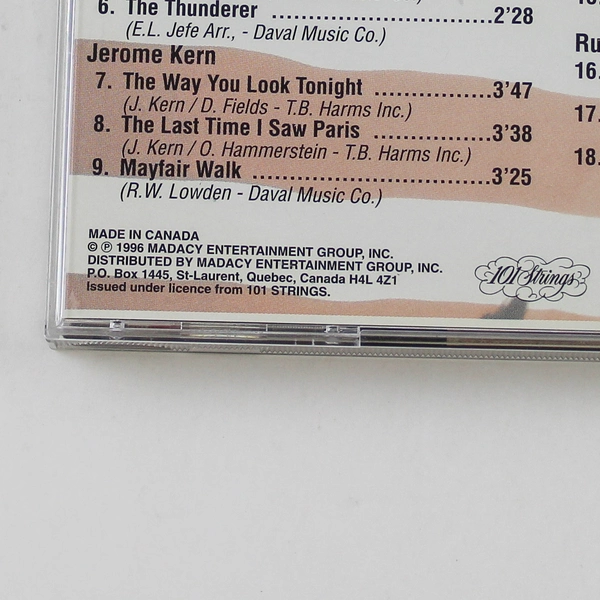 6. The Thunderer ........................2'28
(E.L. Jefe Arr., - Daval Music Co.)
Jerome Kern
7. The Way You Look Tonight ..............3'47
(J. Kern / D. Fields - T.B. Harms Inc.)
8. The Last Time I Saw Paris ..............3'38
(J. Kern / O. Hammerstein - T.B. Harms Inc.)
9. Mayfair Walk ............................3'25
(R.W. Lowden - Daval Music Co.)
Ru
16.
17.
18.
MADE IN CANADA
© ℗ 1996 MADACY ENTERTAINMENT GROUP, INC.
DISTRIBUTED BY MADACY ENTERTAINMENT GROUP, INC.
P.O. Box 1445, St-Laurent, Quebec, Canada H4L 4Z1
Issued under licence from 101 STRINGS.
101 Strings